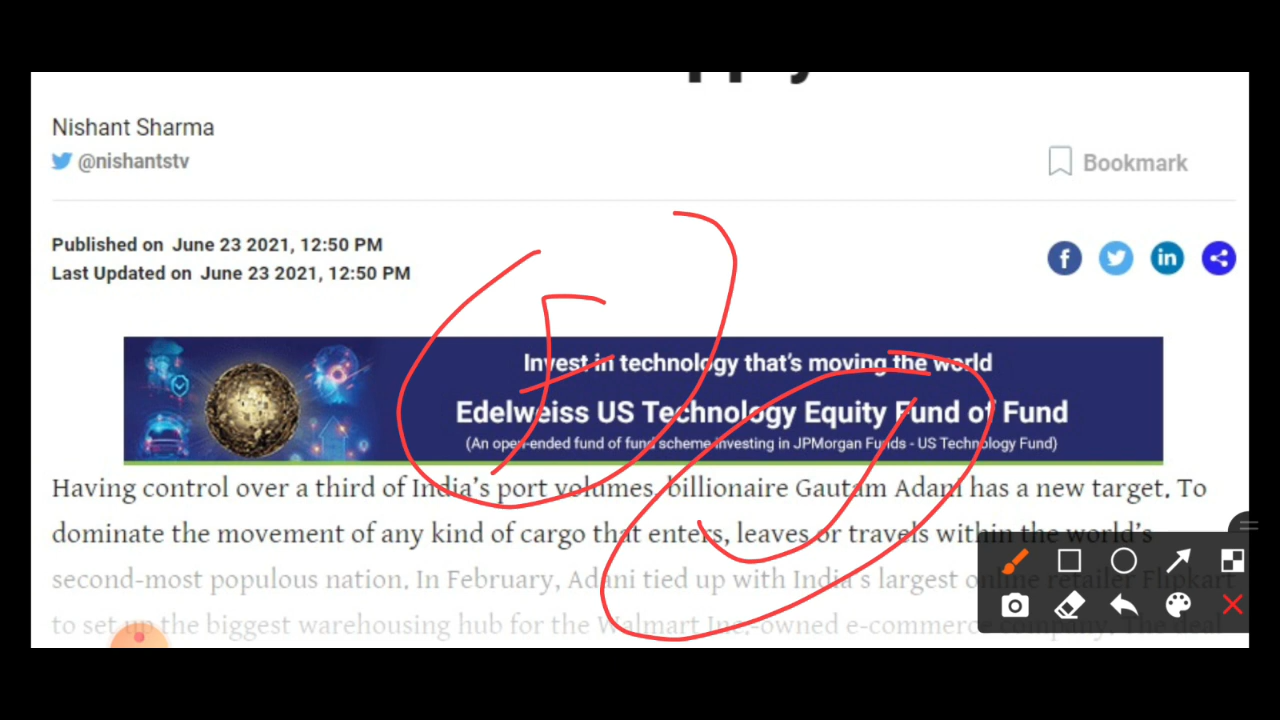 Nishant Sharma
@nishantstv
Bookmark
Published on June 23 2021, 12:50 PM
Last Updated on June 23 2021, 12:50 PM
Invest in technology that's moving the world
Edelweiss US Technology Equity Fund of Fund
(An open-ended fund of fund scheme investing in JPMorgan Funds - US Technology Fund)
Having control over a third of India's port volumes, billionaire Gautam Adani has a new target. To
dominate the movement of any kind of cargo that enters, leaves or travels within the world's
second-most populous nation. In February, Adani tied up with India's largest online retailer Flipkart
to set up the biggest warehousing hub for the Walmart Inc.-owned e-commerce company. The deal